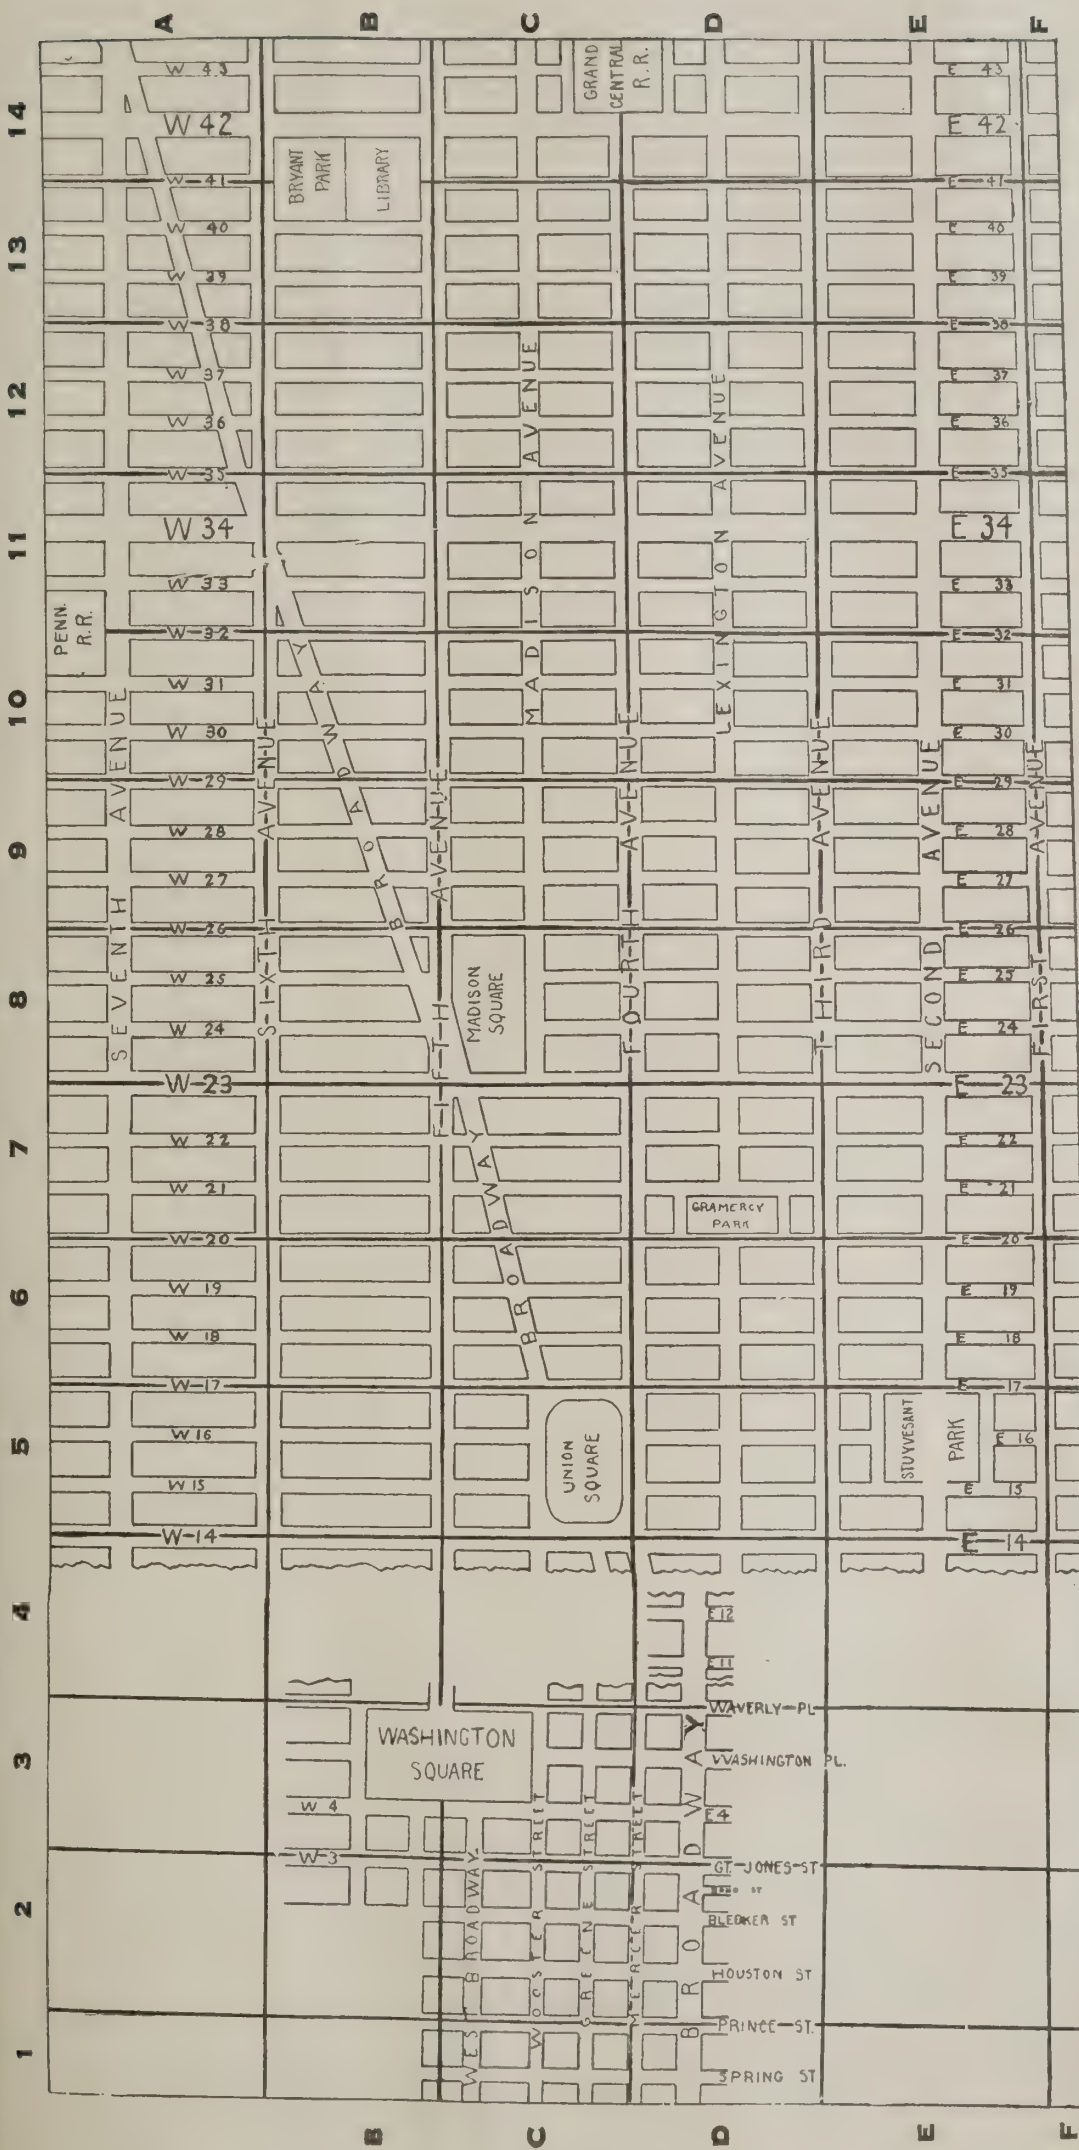 A
B
C
D
E
F
14
13
12
11
10
9
8
7
6
5
4
3
2
1
W 43
E 43
GRAND
CENTRAL
R.R.
W 42
E 42
BRYANT
PARK
LIBRARY
W 41
E 41
W 40
E 40
W 39
E 39
W 38
E 38
W 37
E 37
W 36
E 36
W 35
E 35
W 34
E 34
W 33
E 33
PENN.
R.R.
W 32
E 32
W 31
E 31
W 30
E 30
W 29
E 29
W 28
E 28
W 27
E 27
W 26
E 26
W 25
E 25
W 24
E 24
W 23
E 23
SEVENTH AVENUE
SIXTH AVENUE
BROADWAY
FIFTH AVENUE
MADISON AVENUE
FOURTH AVENUE
LEXINGTON AVENUE
THIRD AVENUE
SECOND AVENUE
FIRST AVENUE
MADISON
SQUARE
W 22
E 22
W 21
E 21
GRAMERCY
PARK
W 20
E 20
BROADWAY
W 19
E 19
W 18
E 18
W 17
E 17
W 16
E 16
UNION
SQUARE
STUYVESANT
PARK
W 15
E 15
W 14
E 14
E 12
E 11
WAVERLY PL
WASHINGTON
SQUARE
WASHINGTON PL.
W 4
E 4
W 3
GT. JONES ST
BOND ST
BLEEKER ST
HOUSTON ST
PRINCE ST.
SPRING ST
WEST BROADWAY
WOOSTER STREET
GREENE STREET
MERCER STREET
BROADWAY
B
C
D
E
F